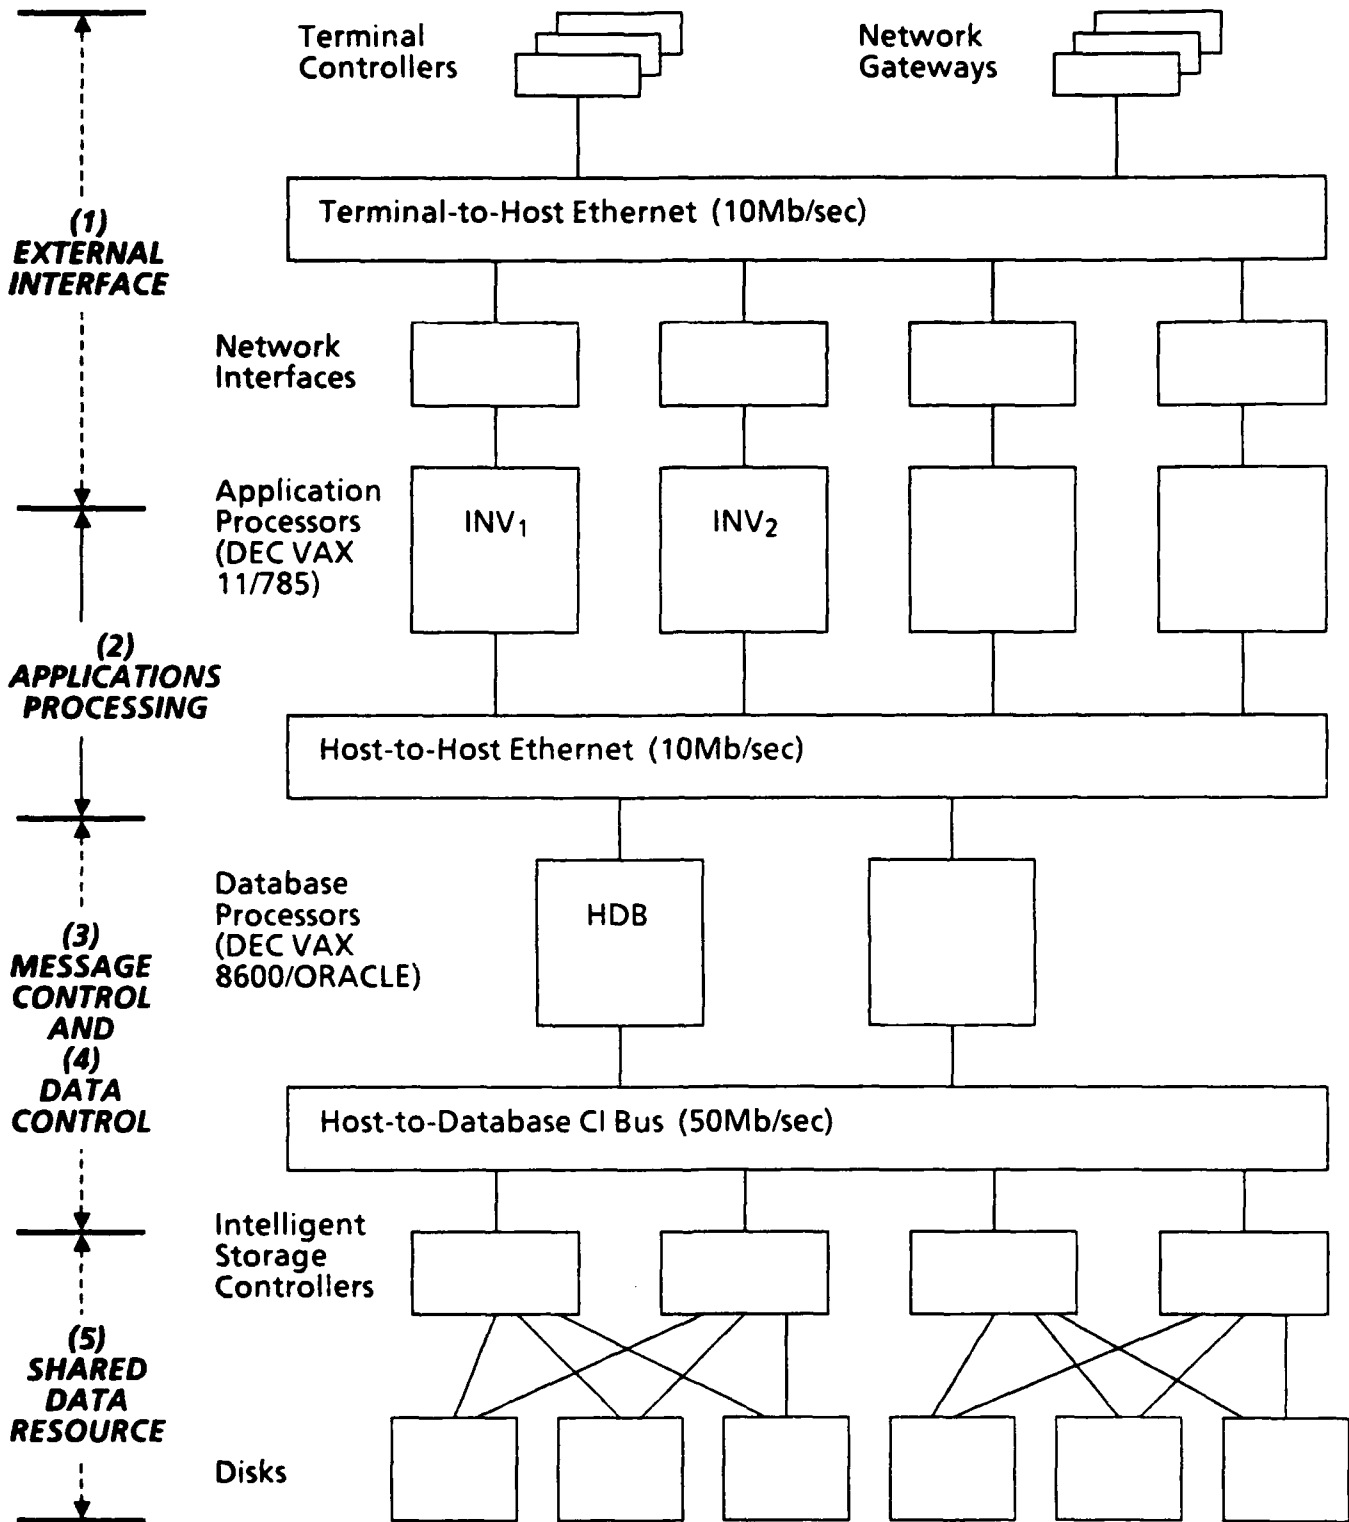 Terminal
Controllers
Network
Gateways
Terminal-to-Host Ethernet (10Mb/sec)
(1)
EXTERNAL
INTERFACE
Network
Interfaces
Application
Processors
(DEC VAX
11/785)
INV1
INV2
(2)
APPLICATIONS
PROCESSING
Host-to-Host Ethernet (10Mb/sec)
Database
Processors
(DEC VAX
8600/ORACLE)
HDB
(3)
MESSAGE
CONTROL
AND
(4)
DATA
CONTROL
Host-to-Database CI Bus (50Mb/sec)
Intelligent
Storage
Controllers
(5)
SHARED
DATA
RESOURCE
Disks